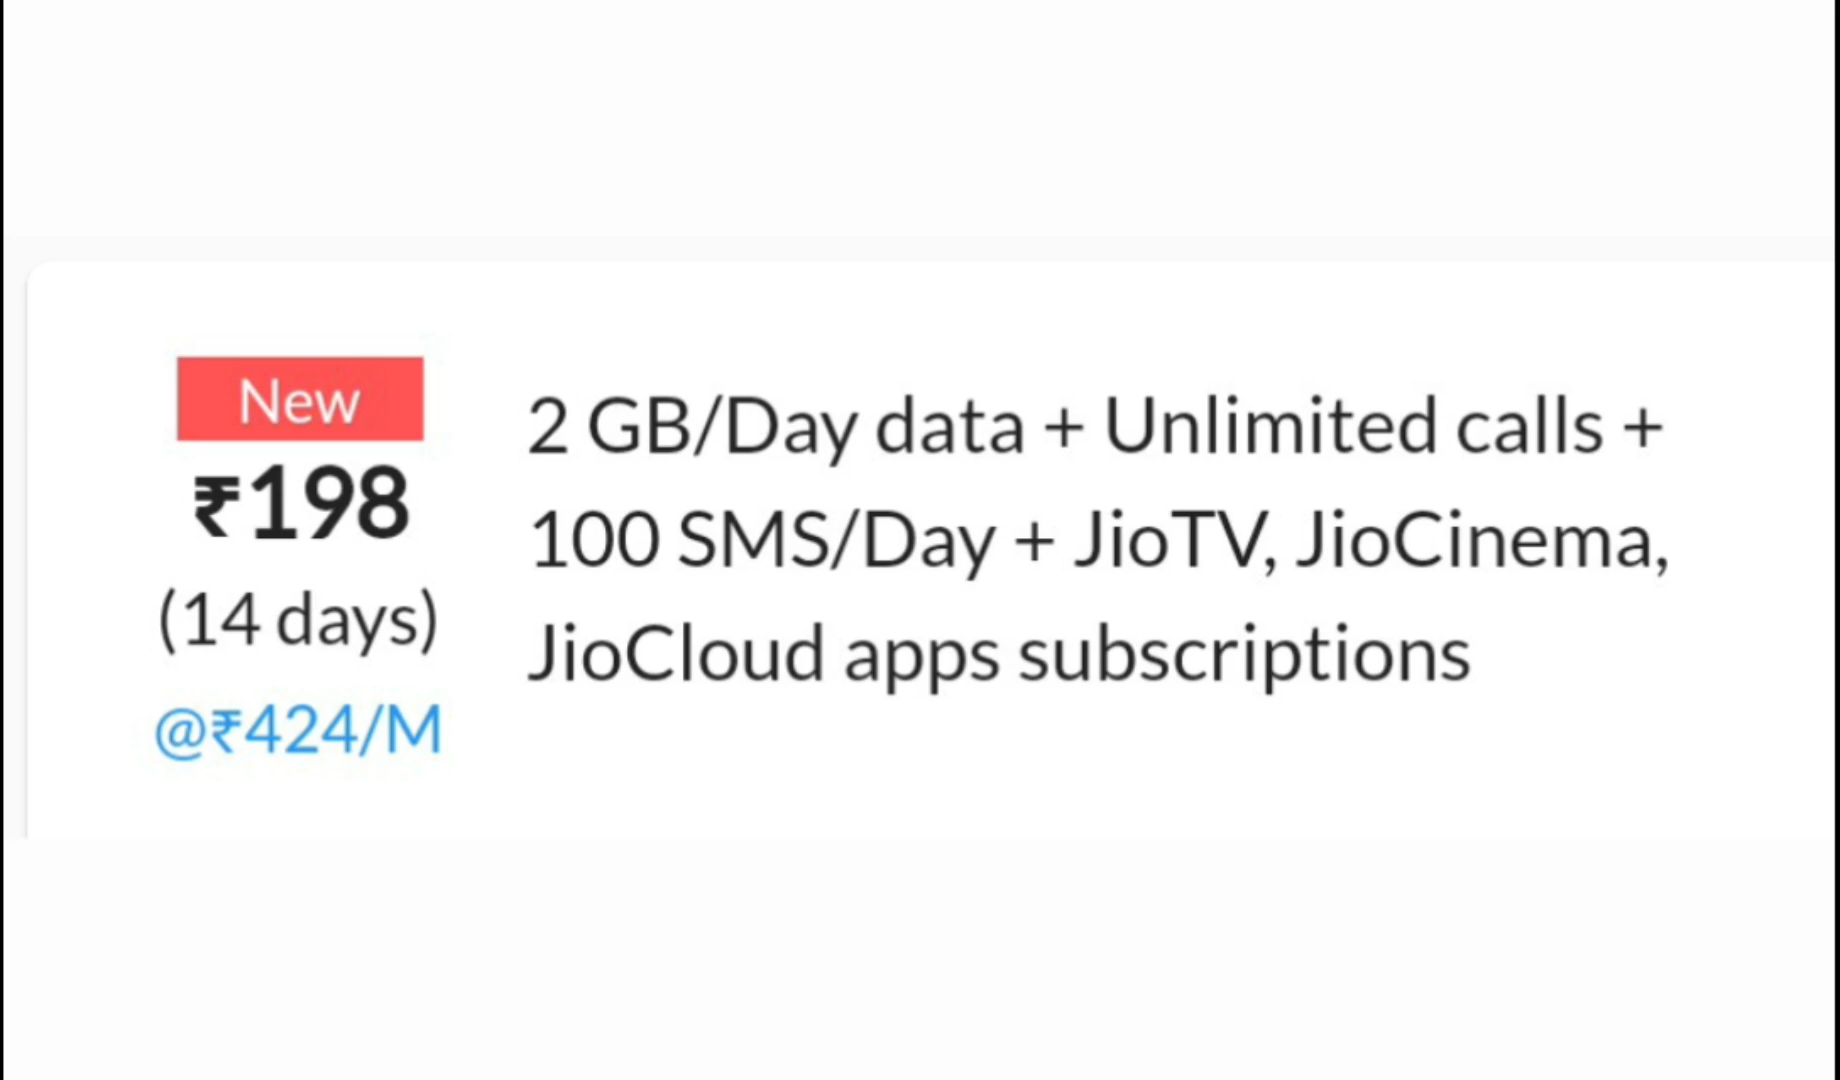 New
₹198
(14 days)
@₹424/M
2 GB/Day data + Unlimited calls +
100 SMS/Day + JioTV, JioCinema,
JioCloud apps subscriptions